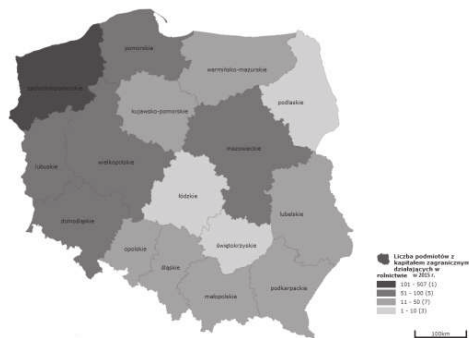 pomorskie
warmińsko-mazurskie
zachodniopomorskie
podlaskie
kujawsko-pomorskie
mazowieckie
lubuskie
wielkopolskie
łódzkie
lubelskie
dolnośląskie
świętokrzyskie
opolskie
śląskie
podkarpackie
małopolskie
Liczba podmiotów z
kapitałem zagranicznym
działających w
rolnictwie w 2015 r.
101 - 907 (1)
51 - 100 (5)
11 - 50 (7)
1 - 10 (3)
100km